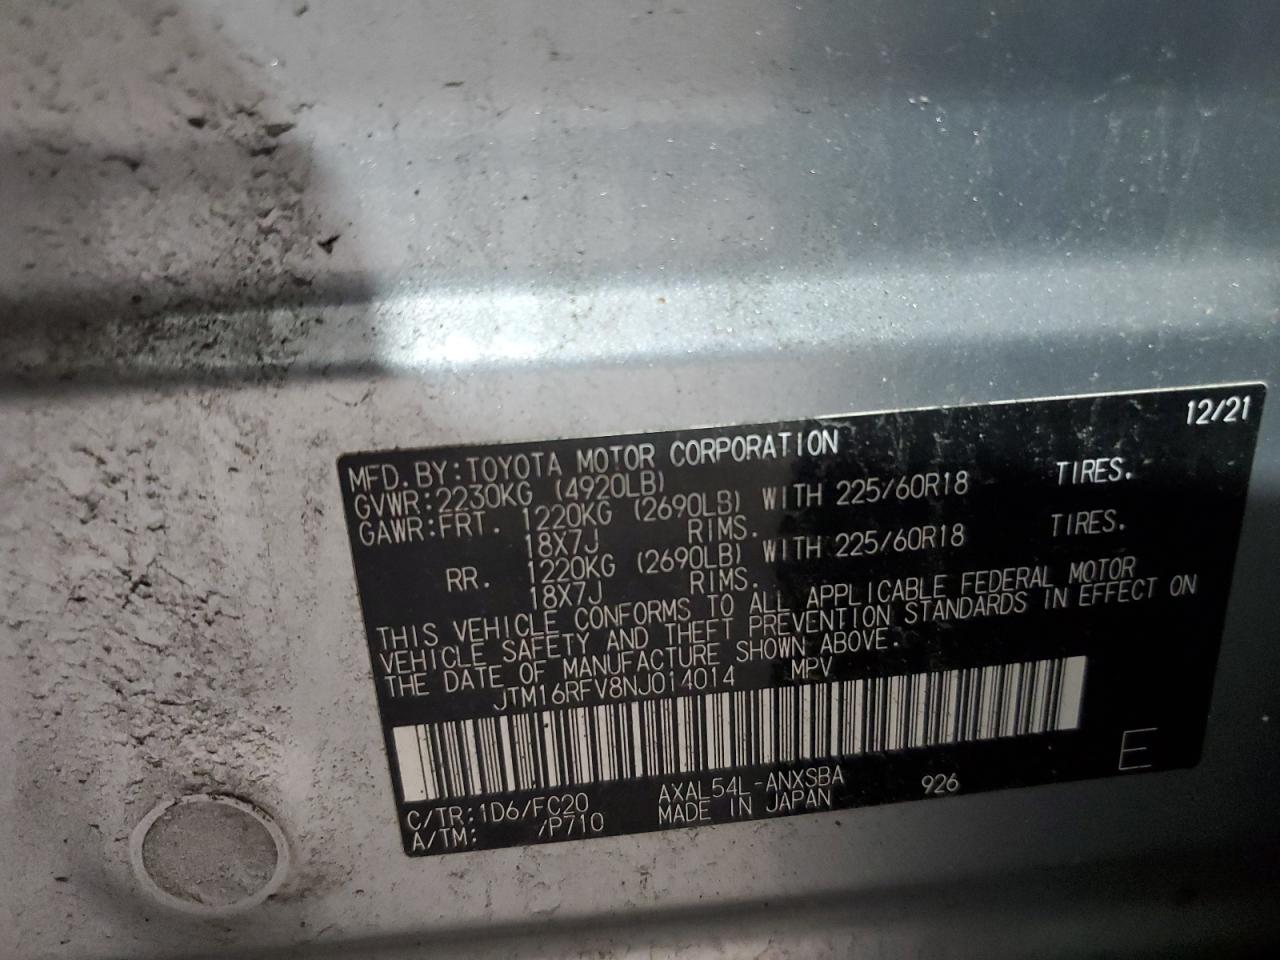 12/21
MFD. BY: TOYOTA MOTOR CORPORATION
GVWR: 2230KG (4920LB)
GAWR: FRT. 1220KG (2690LB) WITH 225/60R18 TIRES.
18X7J RIMS.
RR. 1220KG (2690LB) WITH 225/60R18 TIRES.
18X7J RIMS.
THIS VEHICLE CONFORMS TO ALL APPLICABLE FEDERAL MOTOR
VEHICLE SAFETY AND THEFT PREVENTION STANDARDS IN EFFECT ON
THE DATE OF MANUFACTURE SHOWN ABOVE.
JTM16RFV8NJ014014 MPV
C/TR: 1D6/FC20 AXAL54L-ANXSBA 926 E
A/TM: /P710 MADE IN JAPAN